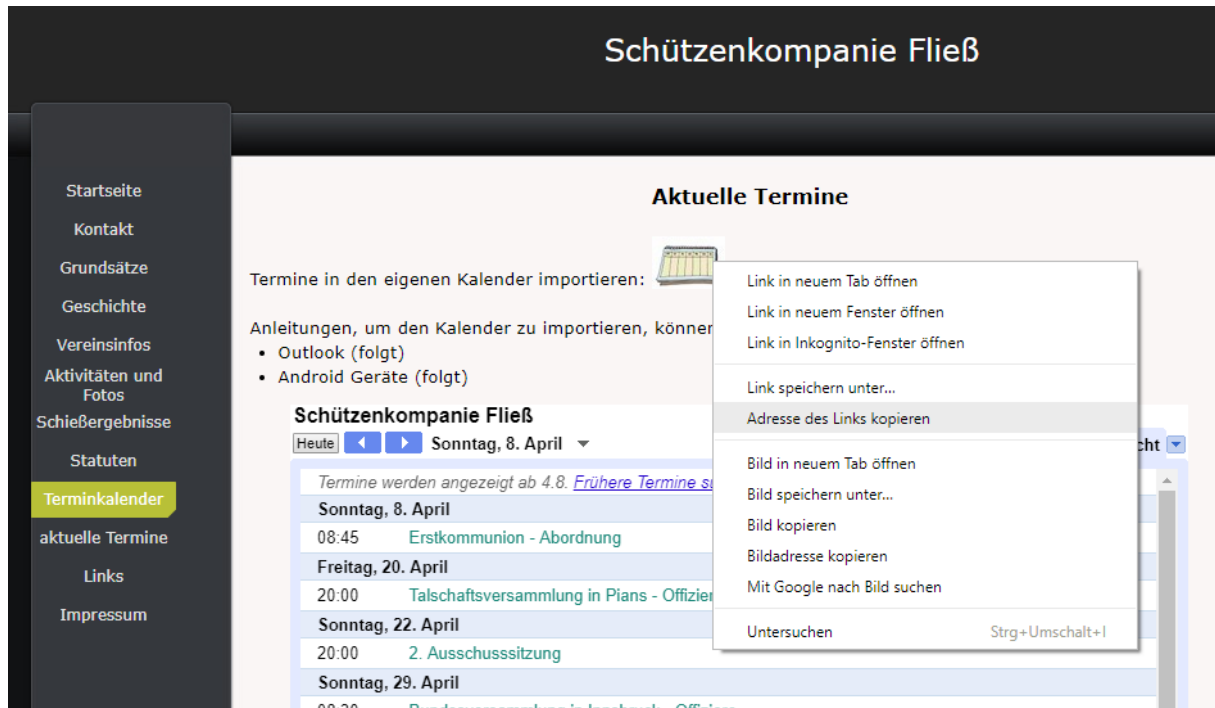 Schützenkompanie Fließ
Startseite
Kontakt
Grundsätze
Geschichte
Vereinsinfos
Aktivitäten und
Fotos
Schießergebnisse
Statuten
Terminkalender
aktuelle Termine
Links
Impressum
Aktuelle Termine
Termine in den eigenen Kalender importieren:
Anleitungen, um den Kalender zu importieren,
• Outlook (folgt)
• Android Geräte (folgt)
Schützenkompanie Fließ
Heute Sonntag, 8. April
Termine werden angezeigt ab 4.8. Frühere Termine
Sonntag, 8. April
08:45 Erstkommunion - Abordnung
Freitag, 20. April
20:00 Talschaftsversammlung in Pians -
Sonntag, 22. April
20:00 2. Ausschusssitzung
Sonntag, 29. April
Link in neuem Tab öffnen
Link in neuem Fenster öffnen
Link in Inkognito-Fenster öffnen
Link speichern unter...
Adresse des Links kopieren
Bild in neuem Tab öffnen
Bild speichern unter...
Bild kopieren
Bildadresse kopieren
Mit Google nach Bild suchen
Untersuchen Strg+Umschalt+I